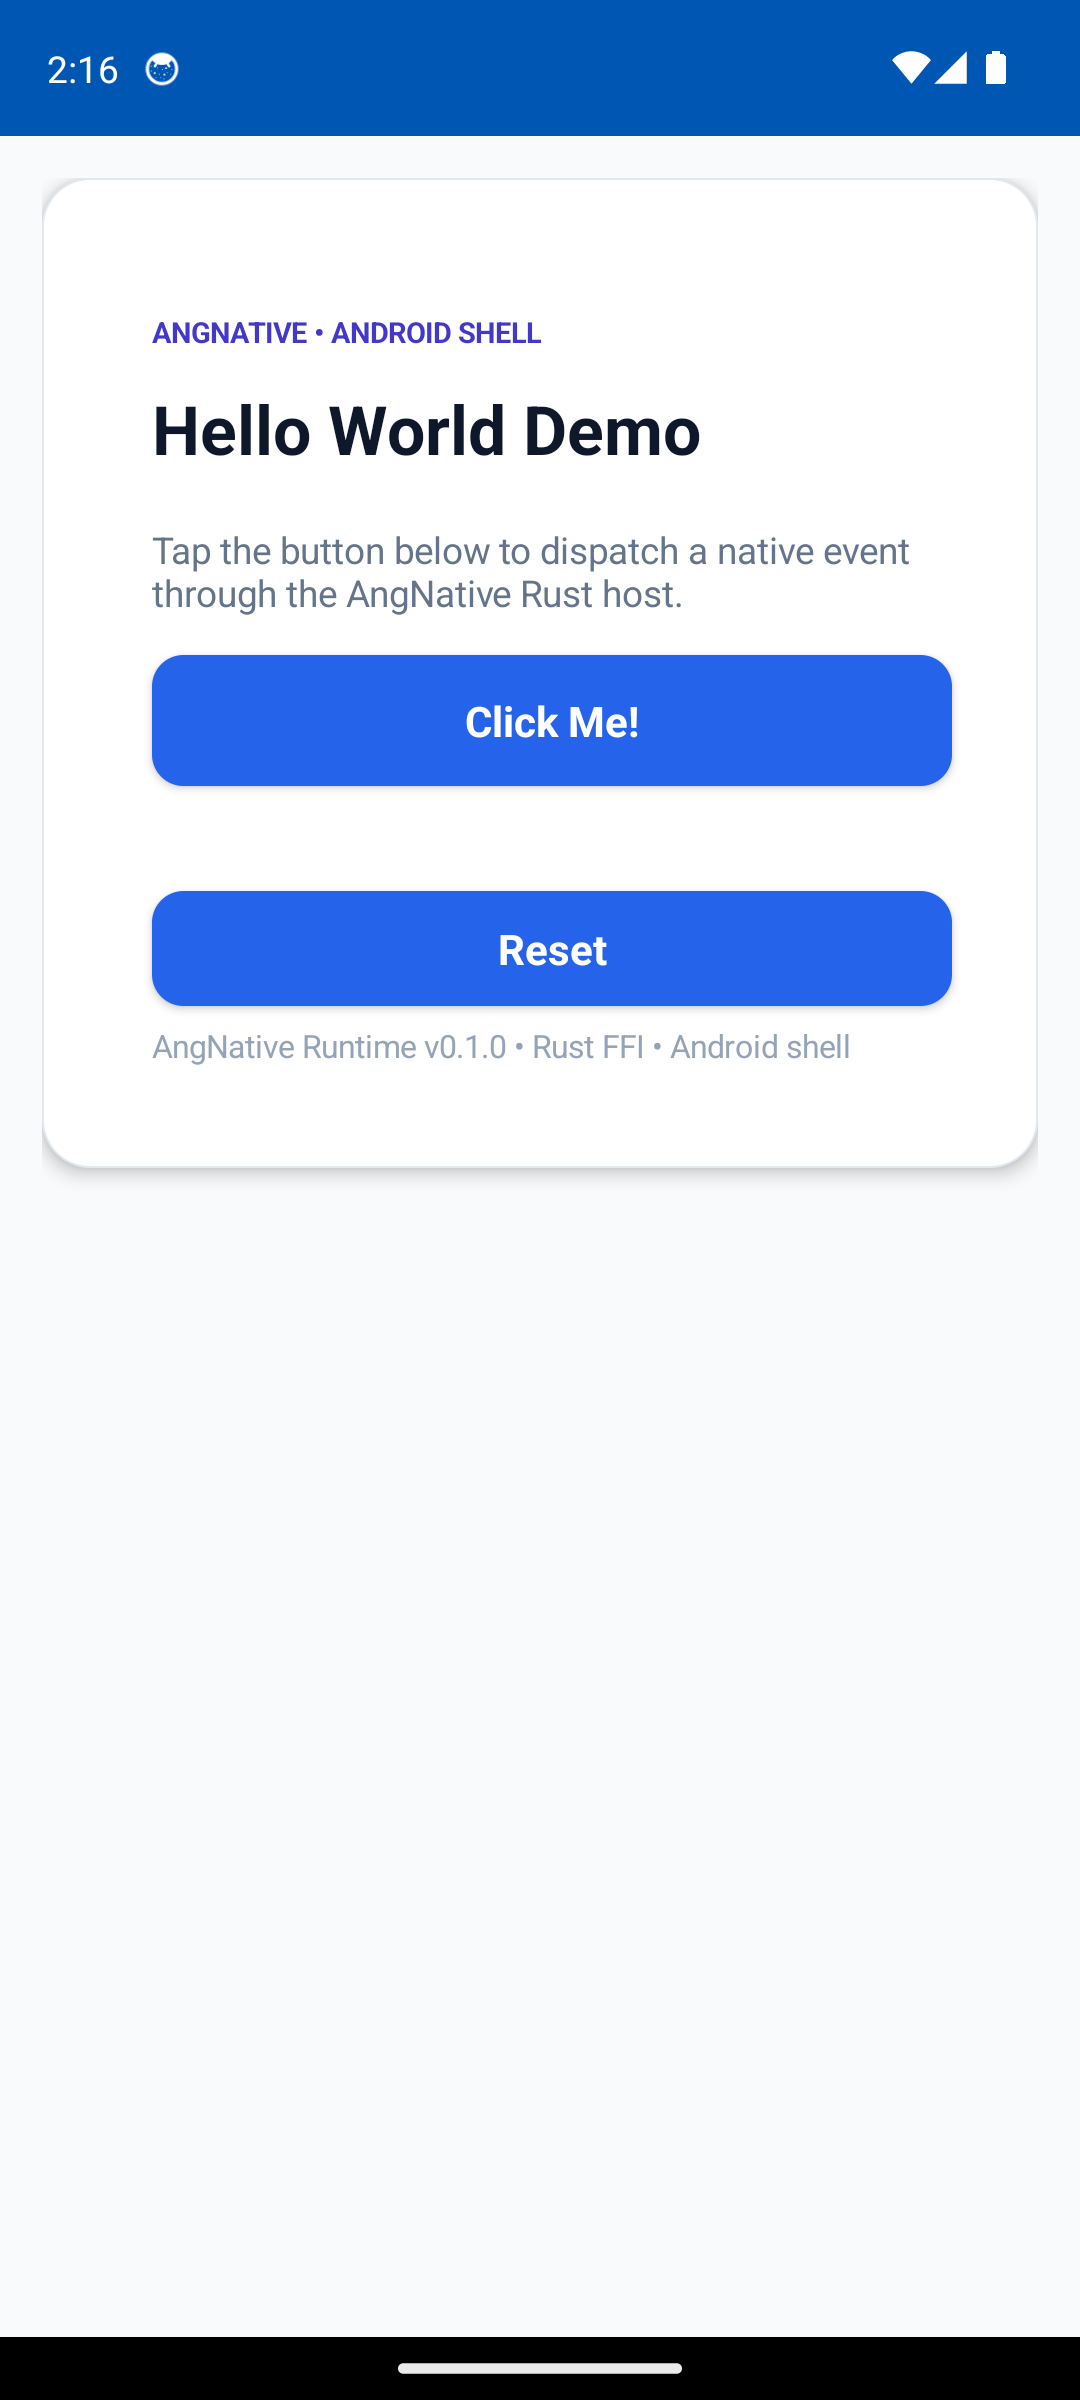 2:16
ANGNATIVE • ANDROID SHELL
Hello World Demo
Tap the button below to dispatch a native event
through the AngNative Rust host.
Click Me!
Reset
AngNative Runtime v0.1.0 • Rust FFI • Android shell